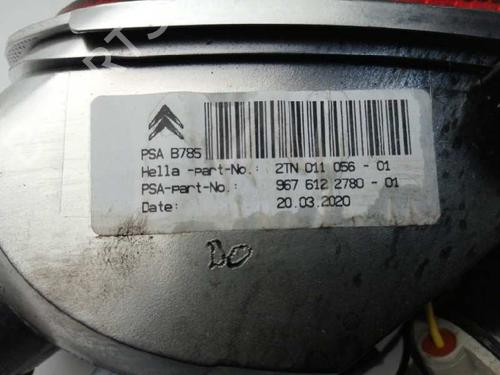 PSA B785
Hella -part-No.: 2TN 011 056 - 01
PSA-part-No.: 967 612 2780 - 01
Date: 20.03.2020
DO